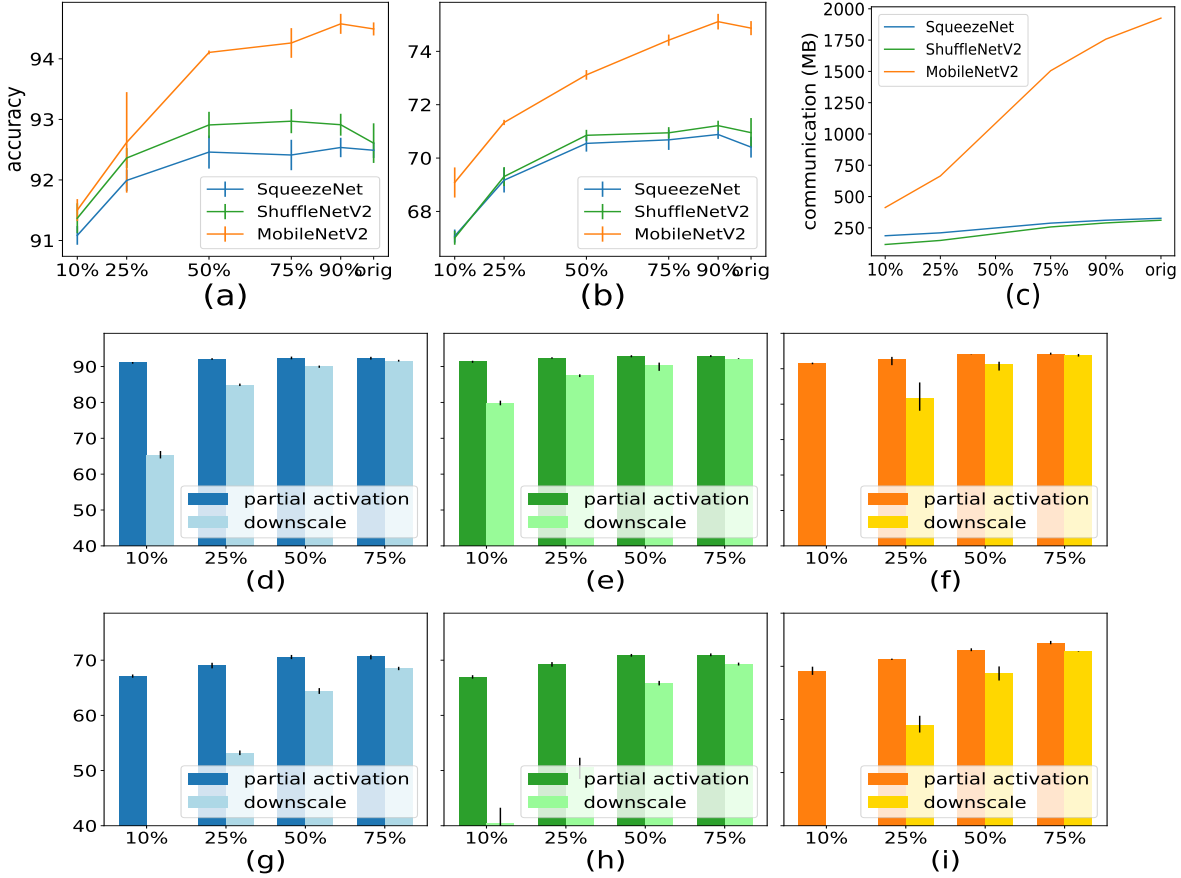 accuracy
94
93
92
91
SqueezeNet
ShuffleNetV2
MobileNetV2
10% 25% 50% 75% 90% orig
(a)
74
72
70
68
SqueezeNet
ShuffleNetV2
MobileNetV2
10% 25% 50% 75% 90% orig
(b)
communication (MB)
2000
1750
1500
1250
1000
750
500
250
SqueezeNet
ShuffleNetV2
MobileNetV2
10% 25% 50% 75% 90% orig
(c)
90
80
70
60
50
40
partial activation
downscale
10% 25% 50% 75%
(d)
partial activation
downscale
10% 25% 50% 75%
(e)
partial activation
downscale
10% 25% 50% 75%
(f)
70
60
50
40
partial activation
downscale
10% 25% 50% 75%
(g)
partial activation
downscale
10% 25% 50% 75%
(h)
partial activation
downscale
10% 25% 50% 75%
(i)